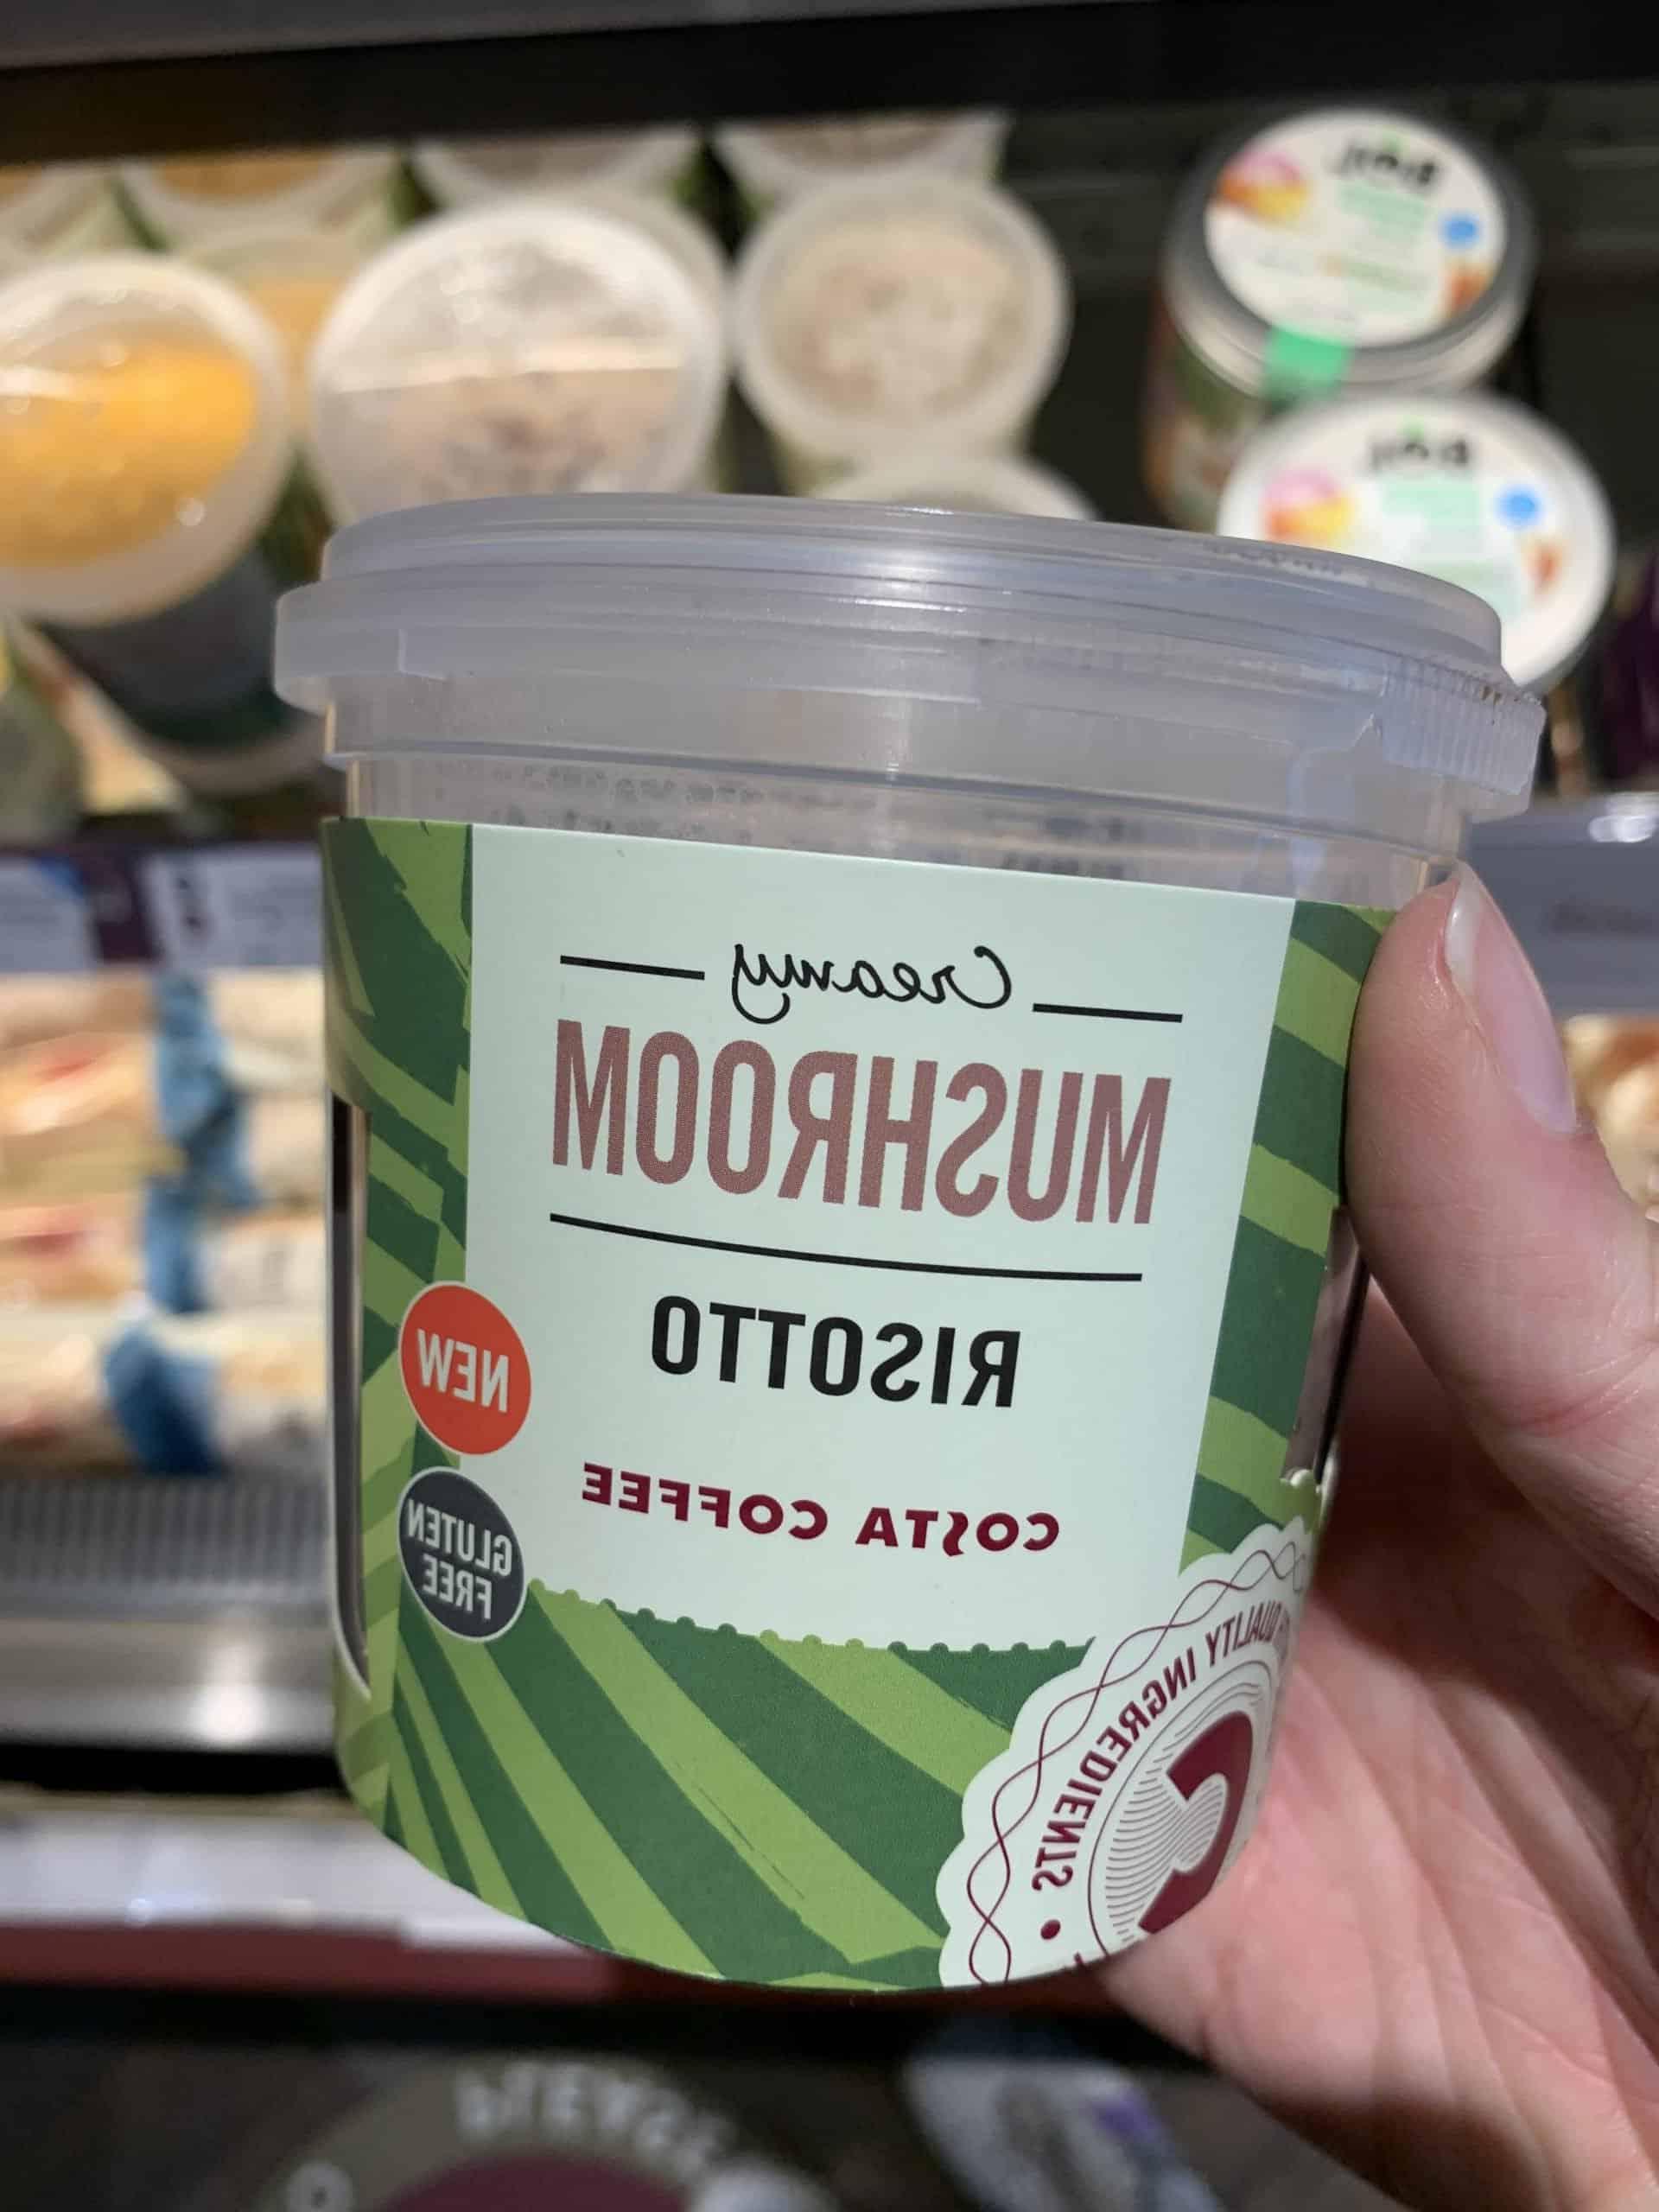 Creamy
MUSHROOM
RISOTTO
COSTA COFFEE
NEW
GLUTEN
FREE
QUALITY INGREDIENTS •
C